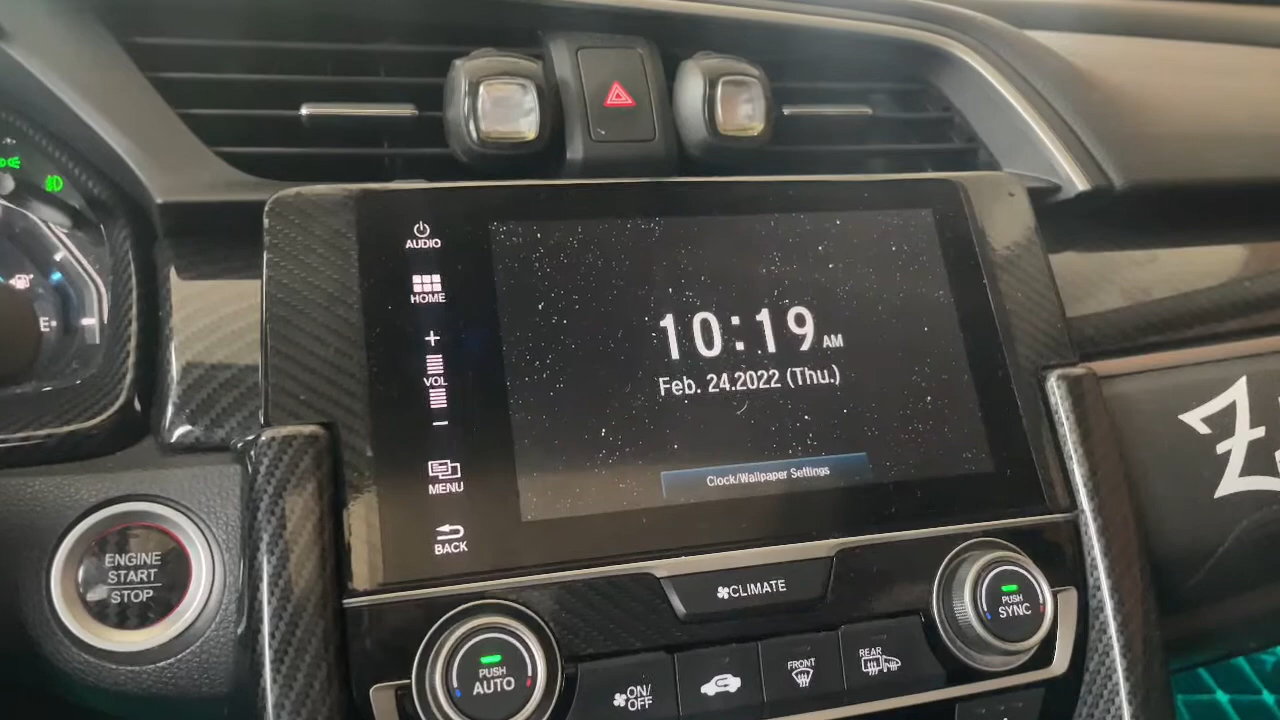 AUDIO
HOME
+
VOL
−
MENU
BACK
10:19 AM
Feb. 24.2022 (Thu.)
Clock/Wallpaper Settings
E
ENGINE
START
STOP
CLIMATE
PUSH
AUTO
ON/
OFF
FRONT
REAR
PUSH
SYNC